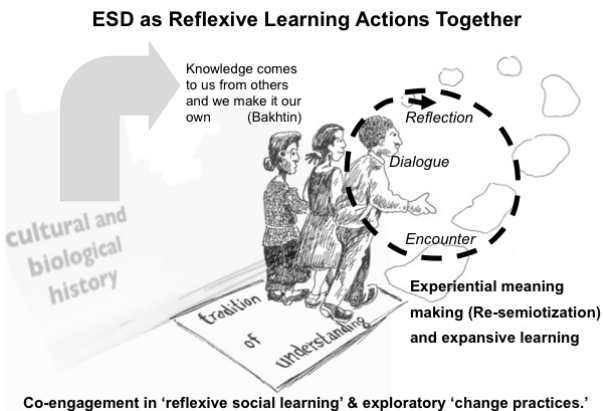 ESD as Reflexive Learning Actions Together
Knowledge comes
to us from others
and we make it our
own (Bakhtin)
Reflection
Dialogue
Encounter
cultural and
biological
history
tradition
of
understanding
Experiential meaning
making (Re-semiotization)
and expansive learning
Co-engagement in ‘reflexive social learning’ & exploratory ‘change practices.’